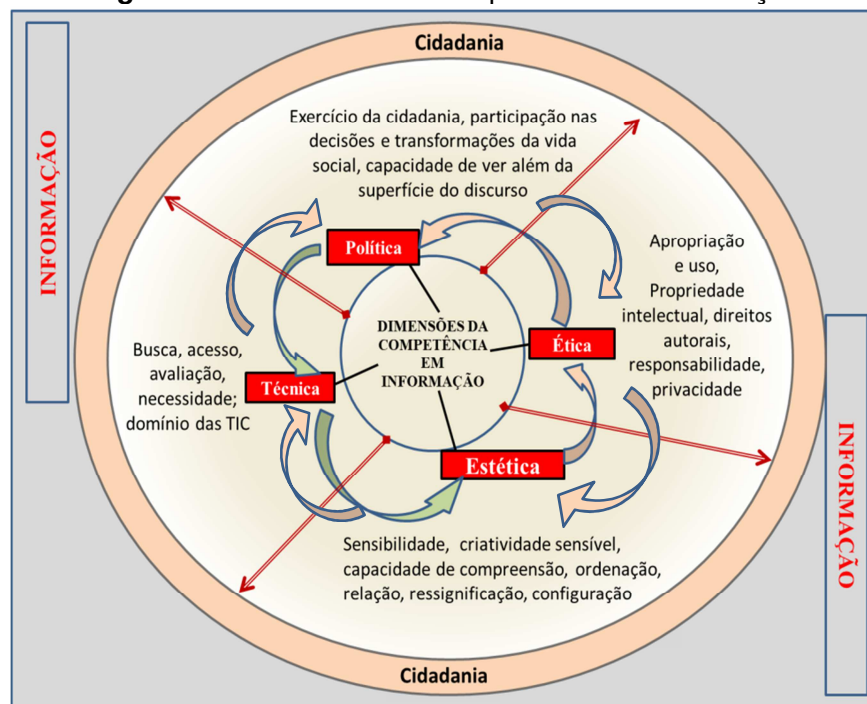 Cidadania
INFORMAÇÃO
Exercício da cidadania, participação nas
decisões e transformações da vida
social, capacidade de ver além da
superfície do discurso
Política
Apropriação
e uso,
Propriedade
intelectual, direitos
autorais,
responsabilidade,
privacidade
DIMENSÕES DA
COMPETÊNCIA
EM
INFORMAÇÃO
Ética
Busca, acesso,
avaliação,
necessidade;
domínio das TIC
Técnica
Estética
Sensibilidade, criatividade sensível,
capacidade de compreensão, ordenação,
relação, ressignificação, configuração
INFORMAÇÃO
Cidadania